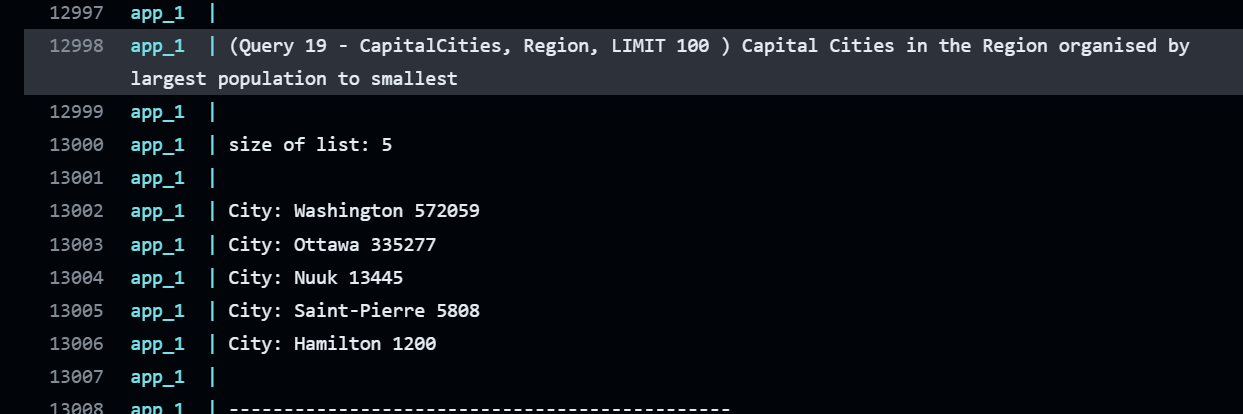 12997 app_1 |
12998 app_1 | (Query 19 - CapitalCities, Region, LIMIT 100 ) Capital Cities in the Region organised by
largest population to smallest
12999 app_1 |
13000 app_1 | size of list: 5
13001 app_1 |
13002 app_1 | City: Washington 572059
13003 app_1 | City: Ottawa 335277
13004 app_1 | City: Nuuk 13445
13005 app_1 | City: Saint-Pierre 5808
13006 app_1 | City: Hamilton 1200
13007 app_1 |
13008 app_1 | ----------------------------------------------